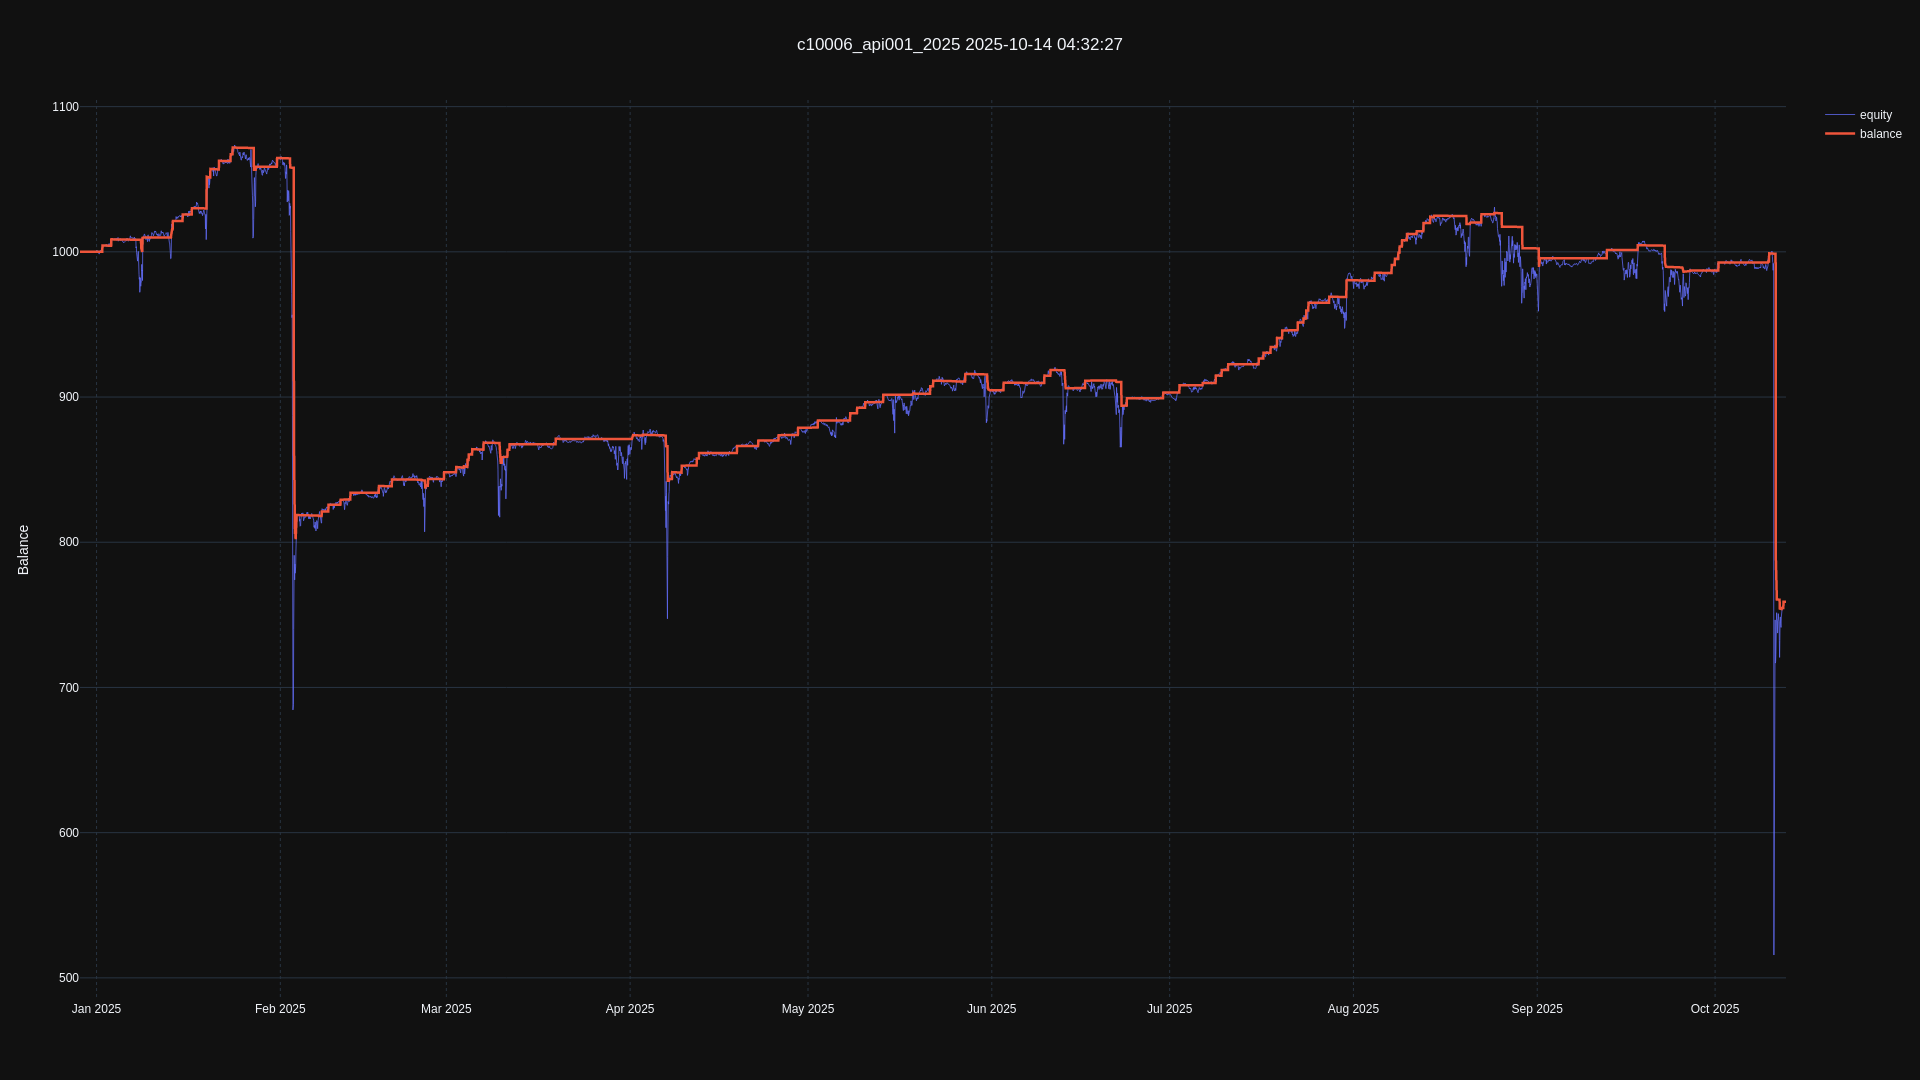 c10006_api001_2025 2025-10-14 04:32:27
equity
balance
Balance
1100
1000
900
800
700
600
500
Jan 2025
Feb 2025
Mar 2025
Apr 2025
May 2025
Jun 2025
Jul 2025
Aug 2025
Sep 2025
Oct 2025